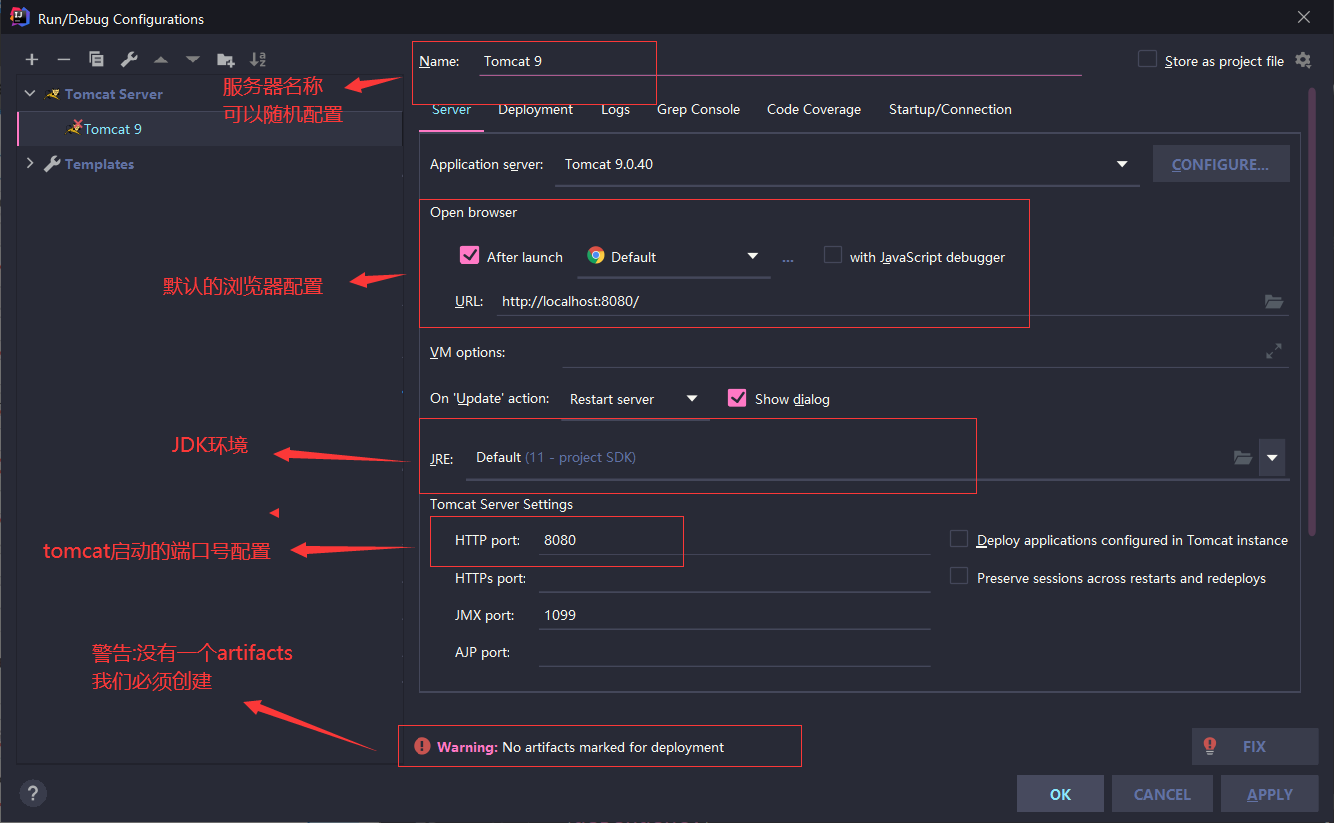 Run/Debug Configurations
Tomcat Server
Tomcat 9
Templates
服务器名称
可以随机配置
默认的浏览器配置
JDK环境
tomcat启动的端口号配置
警告:没有一个artifacts
我们必须创建
Name: Tomcat 9
Store as project file
Server Deployment Logs Grep Console Code Coverage Startup/Connection
Application server: Tomcat 9.0.40 CONFIGURE...
Open browser
After launch Default ... with JavaScript debugger
URL: http://localhost:8080/
VM options:
On 'Update' action: Restart server Show dialog
JRE: Default (11 - project SDK)
Tomcat Server Settings
HTTP port: 8080 Deploy applications configured in Tomcat instance
HTTPs port: Preserve sessions across restarts and redeploys
JMX port: 1099
AJP port:
Warning: No artifacts marked for deployment FIX
? OK CANCEL APPLY